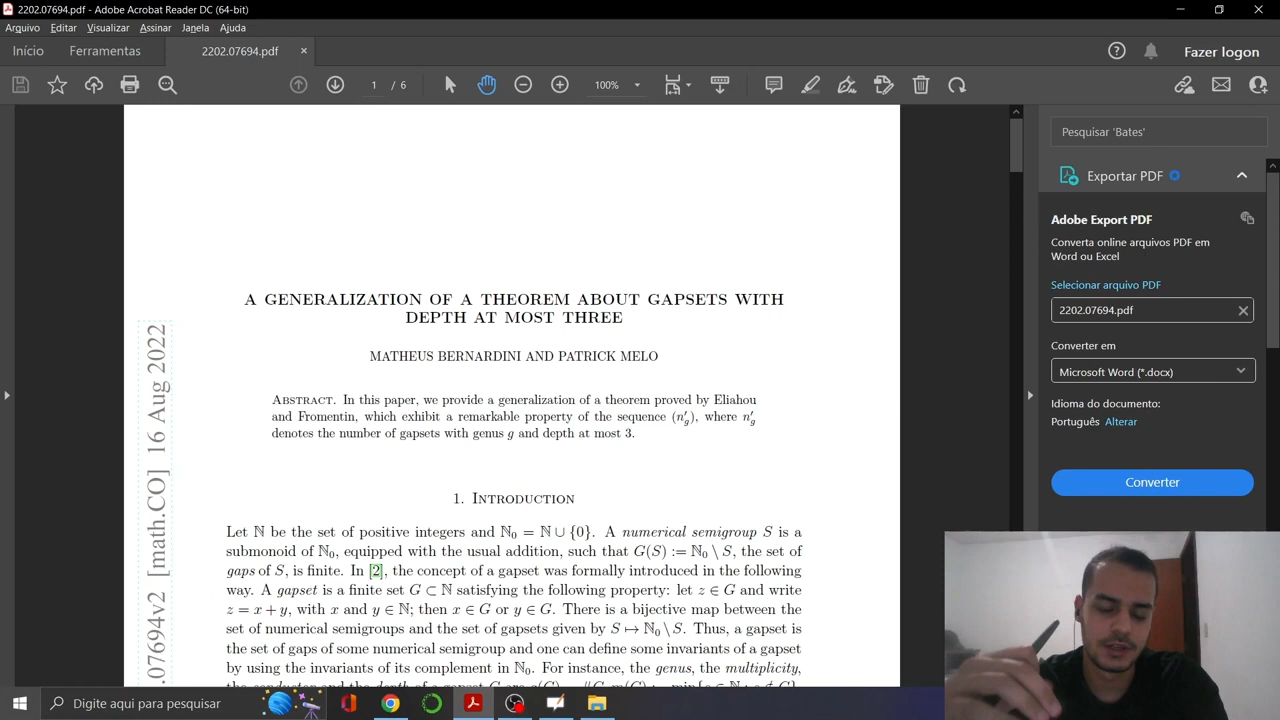 2202.07694.pdf - Adobe Acrobat Reader DC (64-bit)
Arquivo Editar Visualizar Assinar Janela Ajuda
Início Ferramentas 2202.07694.pdf × Fazer logon
1 / 6 100%
A GENERALIZATION OF A THEOREM ABOUT GAPSETS WITH
DEPTH AT MOST THREE
MATHEUS BERNARDINI AND PATRICK MELO
ABSTRACT. In this paper, we provide a generalization of a theorem proved by Eliahou
and Fromentin, which exhibit a remarkable property of the sequence (n′g), where n′g
denotes the number of gapsets with genus g and depth at most 3.
1. INTRODUCTION
Let ℕ be the set of positive integers and ℕ₀ = ℕ ∪ {0}. A numerical semigroup S is a
submonoid of ℕ₀, equipped with the usual addition, such that G(S) := ℕ₀ \ S, the set of
gaps of S, is finite. In [2], the concept of a gapset was formally introduced in the following
way. A gapset is a finite set G ⊂ ℕ satisfying the following property: let z ∈ G and write
z = x + y, with x and y ∈ ℕ; then x ∈ G or y ∈ G. There is a bijective map between the
set of numerical semigroups and the set of gapsets given by S ↦ ℕ₀ \ S. Thus, a gapset is
the set of gaps of some numerical semigroup and one can define some invariants of a gapset
by using the invariants of its complement in ℕ₀. For instance, the genus, the multiplicity,
.07694v2 [math.CO] 16 Aug 2022
Pesquisar 'Bates'
Exportar PDF
Adobe Export PDF
Converta online arquivos PDF em
Word ou Excel
Selecionar arquivo PDF
2202.07694.pdf
Converter em
Microsoft Word (*.docx)
Idioma do documento:
Português Alterar
Converter
Digite aqui para pesquisar